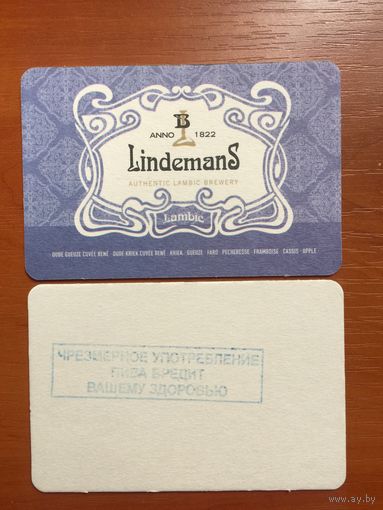 B
ANNO 1822
LindemanS
AUTHENTIC LAMBIC BREWERY
Lambic
OUDE GUEUZE CUVÉE RENÉ OUDE KRIEK CUVÉE RENÉ KRIEK GUEUZE FARO PECHERESSE FRAMBOISE CASSIS APPLE
ЧРЕЗМЕРНОЕ УПОТРЕБЛЕНИЕ
ПИВА ВРЕДИТ
ВАШЕМУ ЗДОРОВЬЮ
www.ay.by